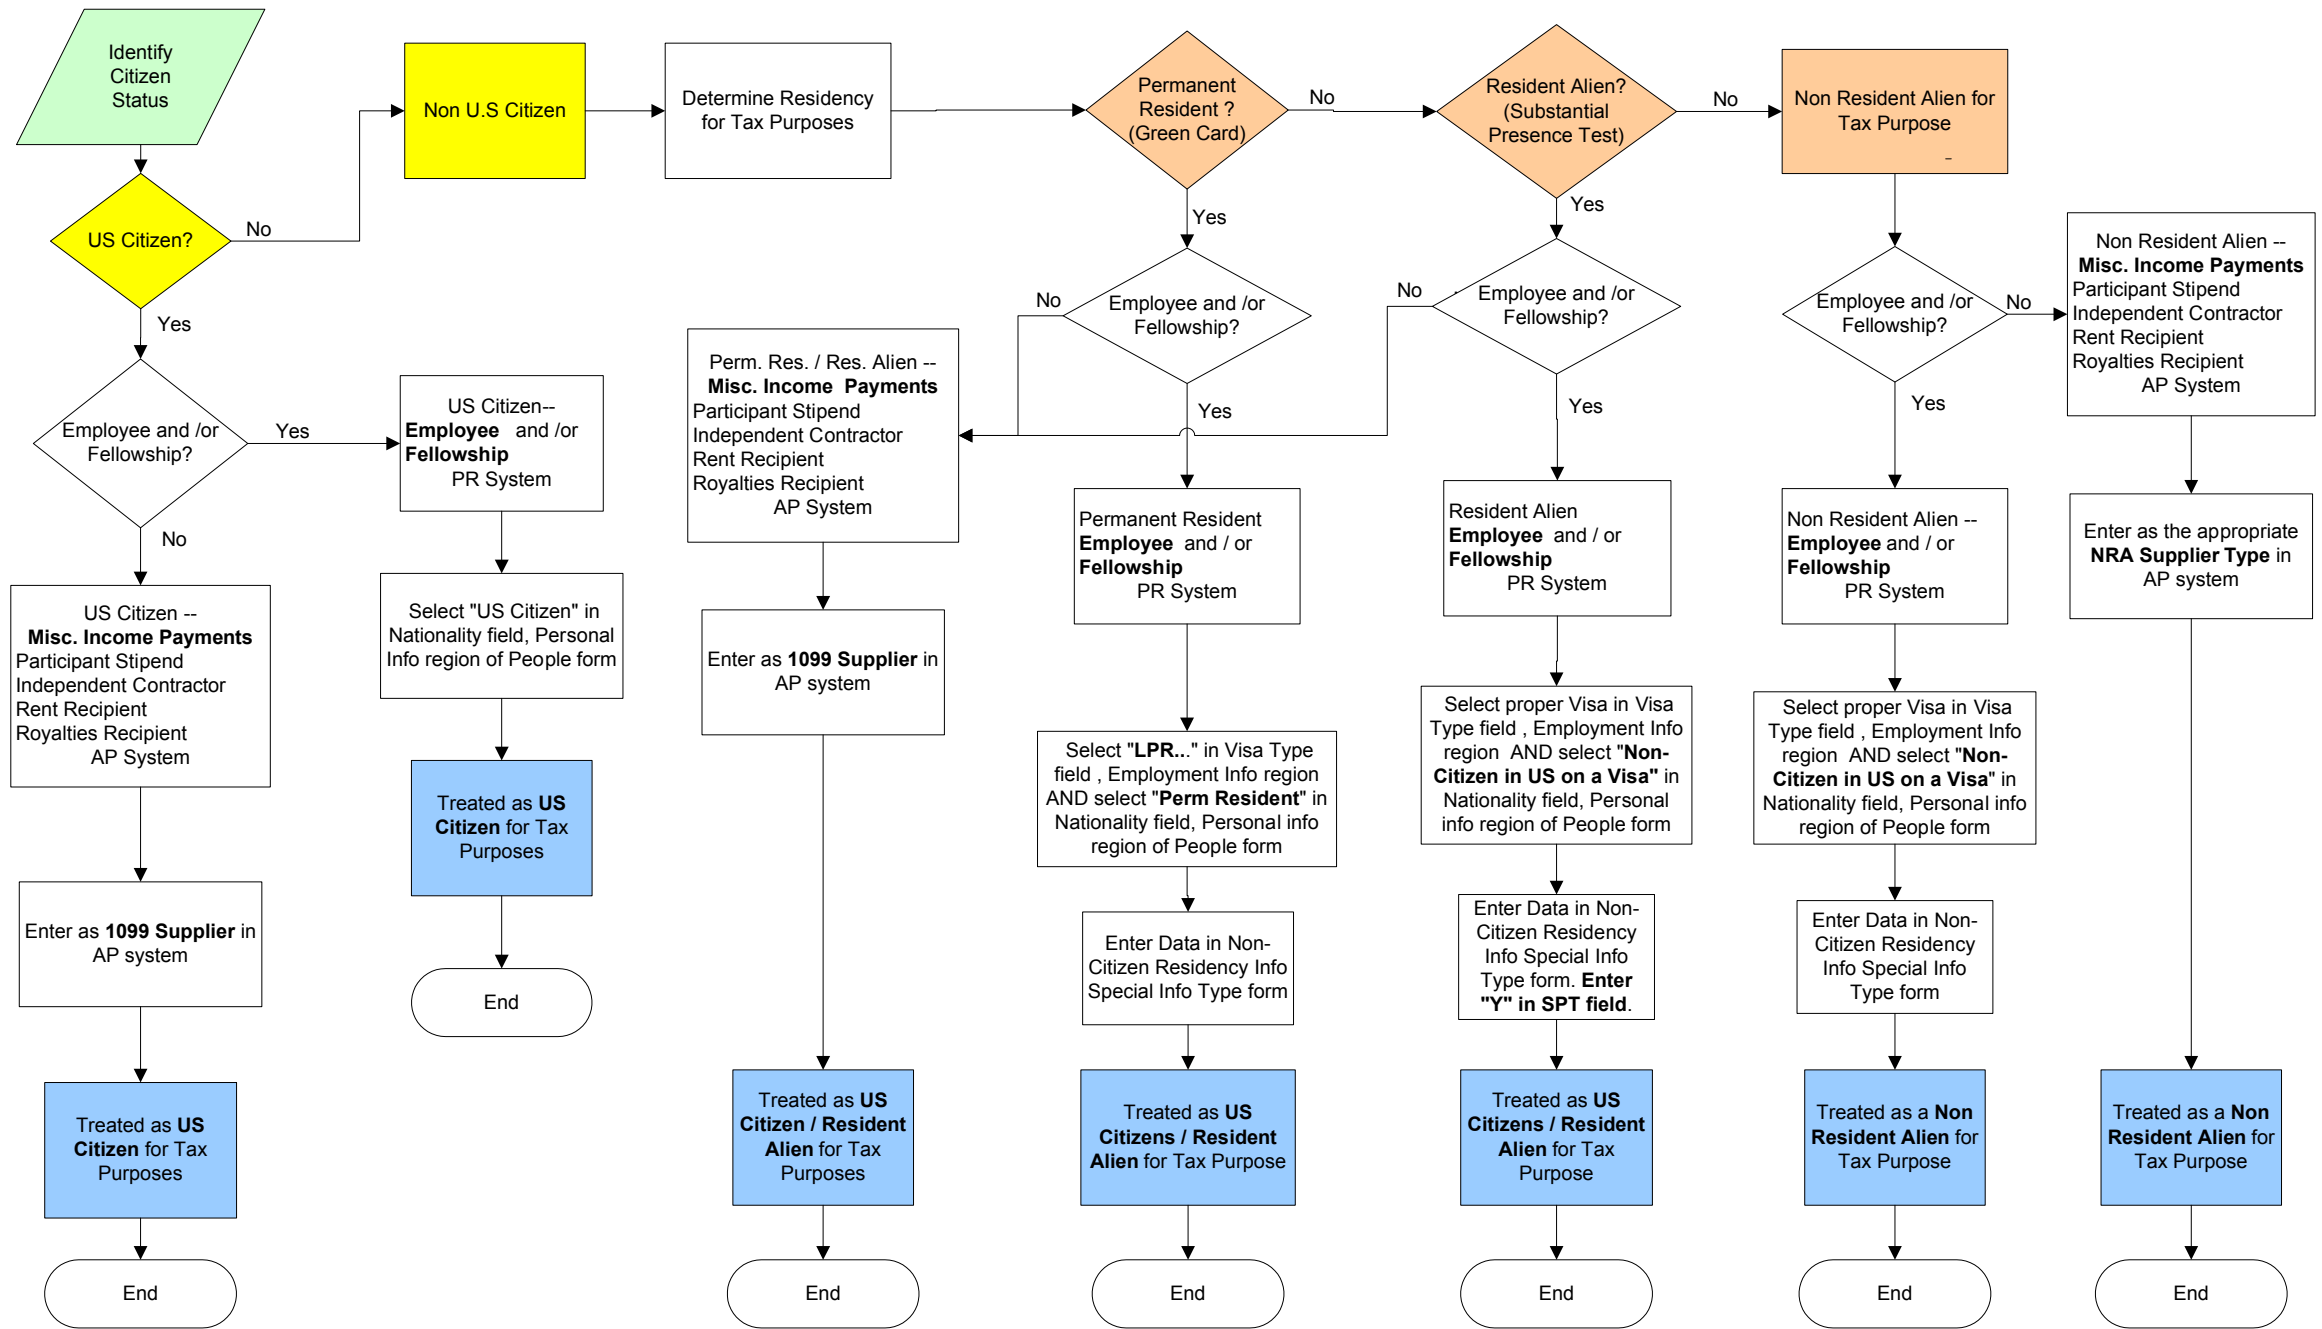 Identify
Citizen
Status
US Citizen?
No
Yes
Employee and /or
Fellowship?
Yes
No
US Citizen --
Misc. Income Payments
Participant Stipend
Independent Contractor
Rent Recipient
Royalties Recipient
AP System
Enter as 1099 Supplier in
AP system
Treated as US
Citizen for Tax
Purposes
End
US Citizen--
Employee and /or
Fellowship
PR System
Select "US Citizen" in
Nationality field, Personal
Info region of People form
Treated as US
Citizen for Tax
Purposes
End
Non U.S Citizen
Determine Residency
for Tax Purposes
Permanent
Resident ?
(Green Card)
No
Yes
Employee and /or
Fellowship?
No
Yes
Perm. Res. / Res. Alien --
Misc. Income Payments
Participant Stipend
Independent Contractor
Rent Recipient
Royalties Recipient
AP System
Enter as 1099 Supplier in
AP system
Treated as US
Citizen / Resident
Alien for Tax
Purposes
End
Permanent Resident
Employee and / or
Fellowship
PR System
Select "LPR..." in Visa Type
field , Employment Info region
AND select "Perm Resident" in
Nationality field, Personal info
region of People form
Enter Data in Non-
Citizen Residency Info
Special Info Type form
Treated as US
Citizens / Resident
Alien for Tax Purpose
End
Resident Alien?
(Substantial
Presence Test)
No
Yes
Employee and /or
Fellowship?
No
Yes
Resident Alien
Employee and / or
Fellowship
PR System
Select proper Visa in Visa
Type field , Employment Info
region AND select "Non-
Citizen in US on a Visa" in
Nationality field, Personal
info region of People form
Enter Data in Non-
Citizen Residency
Info Special Info
Type form. Enter
"Y" in SPT field.
Treated as US
Citizens / Resident
Alien for Tax
Purpose
End
Non Resident Alien for
Tax Purpose
Employee and /or
Fellowship?
No
Yes
Non Resident Alien --
Employee and / or
Fellowship
PR System
Select proper Visa in Visa
Type field , Employment Info
region AND select "Non-
Citizen in US on a Visa" in
Nationality field, Personal info
region of People form
Enter Data in Non-
Citizen Residency
Info Special Info
Type form
Treated as a Non
Resident Alien for
Tax Purpose
End
Non Resident Alien --
Misc. Income Payments
Participant Stipend
Independent Contractor
Rent Recipient
Royalties Recipient
AP System
Enter as the appropriate
NRA Supplier Type in
AP system
Treated as a Non
Resident Alien for
Tax Purpose
End